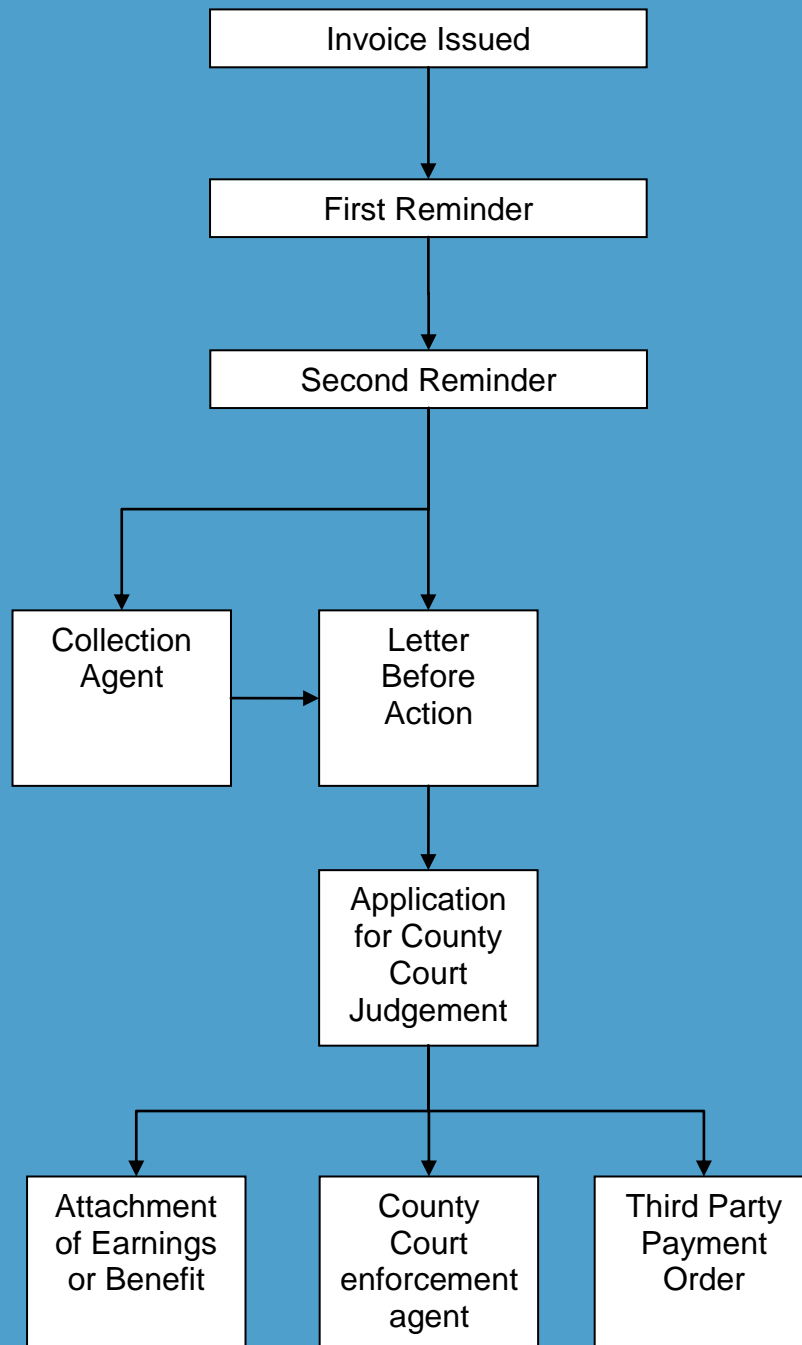 Invoice Issued
First Reminder
Second Reminder
Collection
Agent
Letter
Before
Action
Application
for County
Court
Judgement
Attachment
of Earnings
or Benefit
County
Court
enforcement
agent
Third Party
Payment
Order